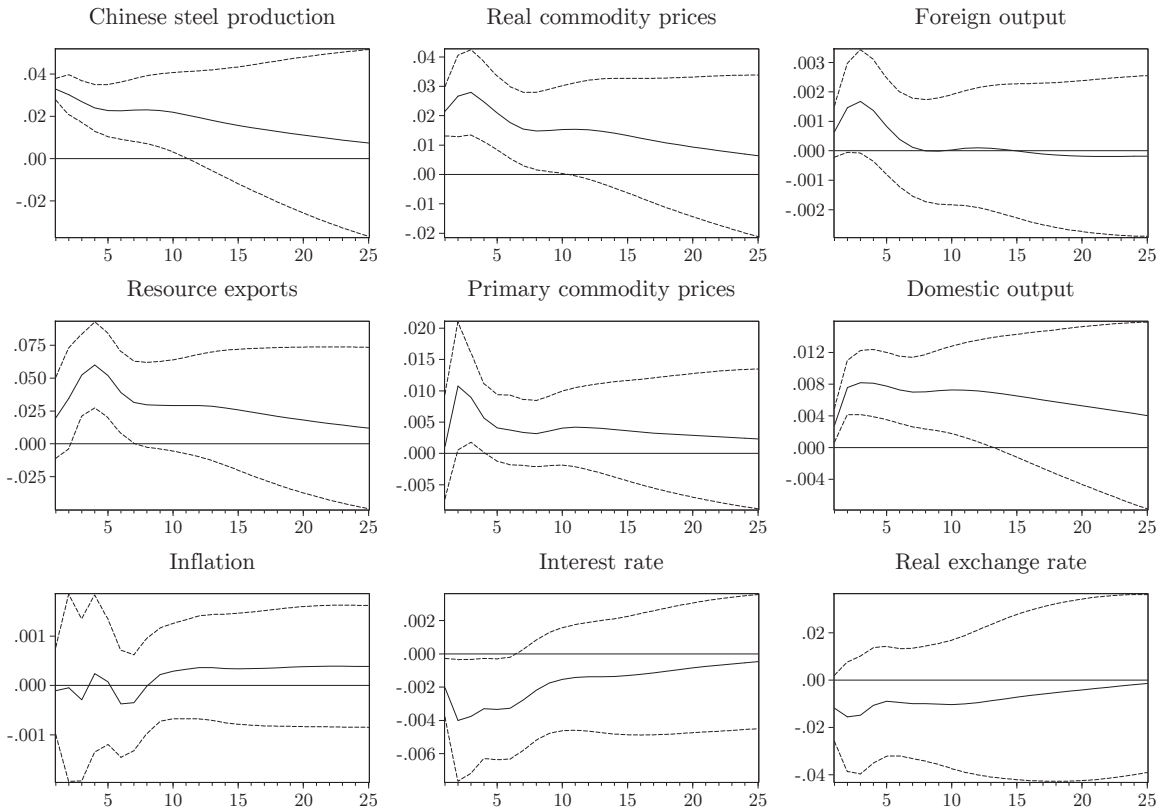 Chinese steel production
.04
.02
.00
-.02
5 10 15 20 25
Real commodity prices
.04
.03
.02
.01
.00
-.01
-.02
5 10 15 20 25
Foreign output
.003
.002
.001
.000
-.001
-.002
5 10 15 20 25
Resource exports
.075
.050
.025
.000
-.025
5 10 15 20 25
Primary commodity prices
.020
.015
.010
.005
.000
-.005
5 10 15 20 25
Domestic output
.012
.008
.004
.000
-.004
5 10 15 20 25
Inflation
.001
.000
-.001
5 10 15 20 25
Interest rate
.002
.000
-.002
-.004
-.006
5 10 15 20 25
Real exchange rate
.02
.00
-.02
-.04
5 10 15 20 25